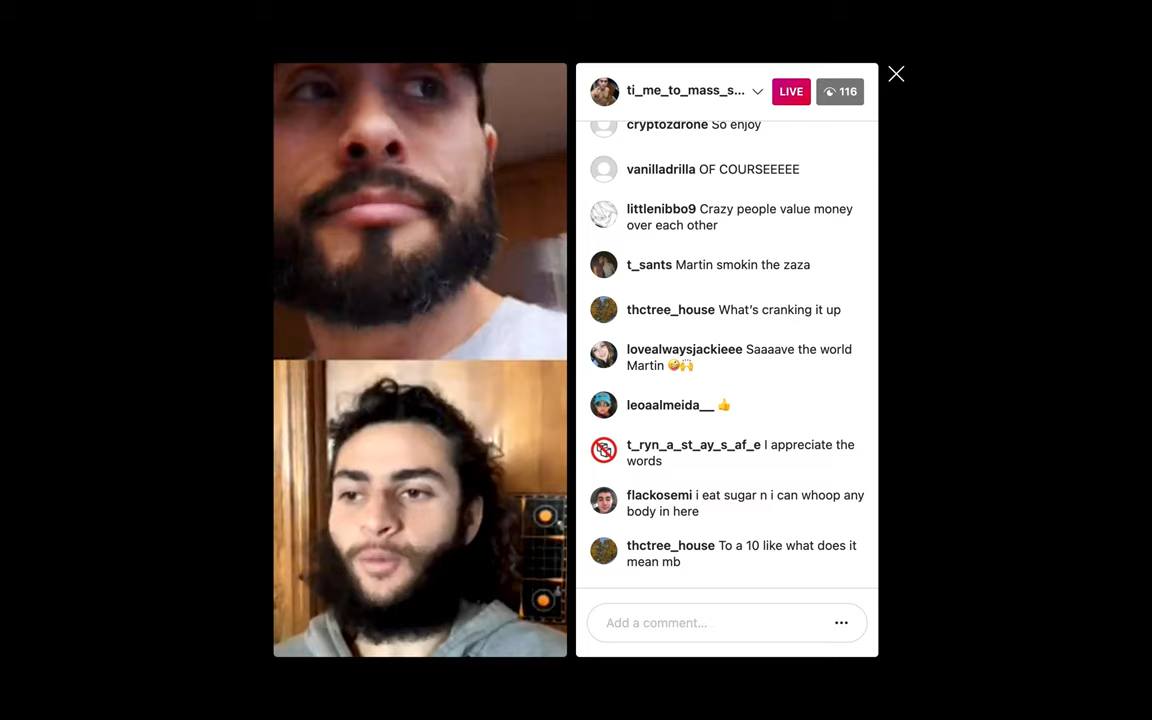 ti_me_to_mass_s...
LIVE
116
cryptozdrone So enjoy
vanilladrilla OF COURSEEEEE
littlenibbo9 Crazy people value money
over each other
t_sants Martin smokin the zaza
thctree_house What's cranking it up
lovealwaysjackieee Saaaave the world
Martin 🤪🙌
leoaalmeida__ 👍
t_ryn_a_st_ay_s_af_e I appreciate the
words
flackosemi i eat sugar n i can whoop any
body in here
thctree_house To a 10 like what does it
mean mb
Add a comment...